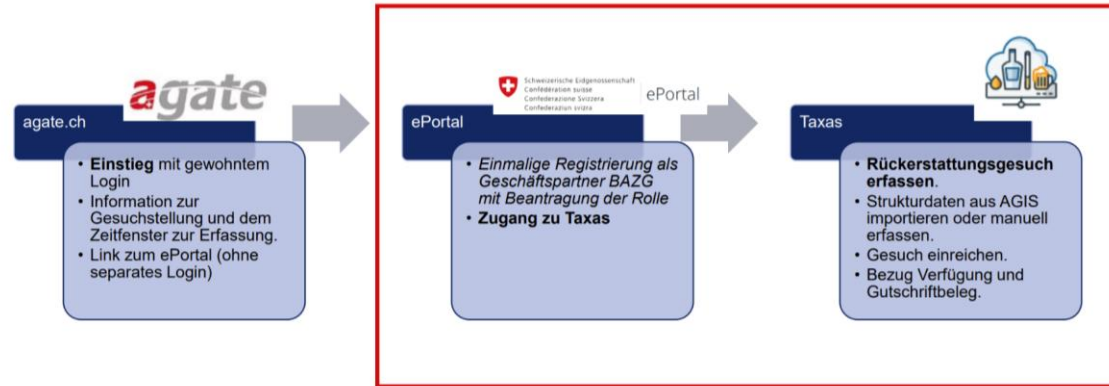 agate
agate.ch
• Einstieg mit gewohntem
Login
• Information zur
Gesuchstellung und dem
Zeitfenster zur Erfassung.
• Link zum ePortal (ohne
separates Login)
Schweizerische Eidgenossenschaft
Confédération suisse
Confederazione Svizzera
Confederaziun svizra
ePortal
ePortal
• Einmalige Registrierung als
Geschäftspartner BAZG
mit Beantragung der Rolle
• Zugang zu Taxas
Taxas
• Rückerstattungsgesuch
erfassen.
• Strukturdaten aus AGIS
importieren oder manuell
erfassen.
• Gesuch einreichen.
• Bezug Verfügung und
Gutschriftbeleg.